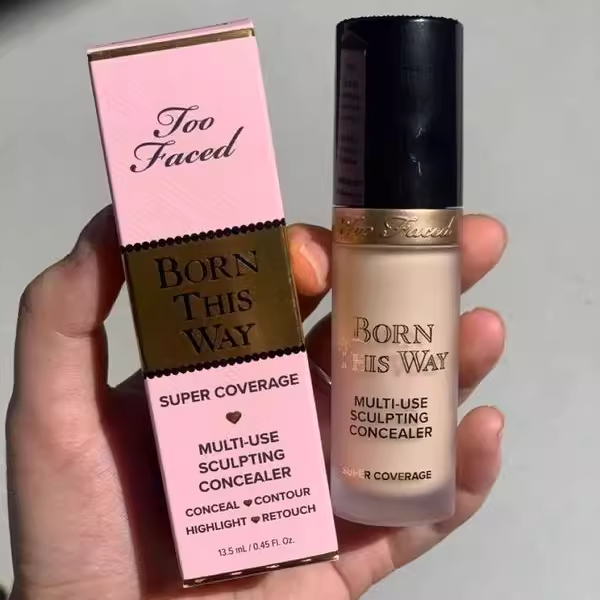 Too
Faced
BORN
THIS
WAY
SUPER COVERAGE
MULTI-USE
SCULPTING
CONCEALER
CONCEAL CONTOUR
HIGHLIGHT RETOUCH
13.5 mL / 0.45 Fl. Oz.
Too Faced
BORN
THIS WAY
MULTI-USE
SCULPTING
CONCEALER
SUPER COVERAGE